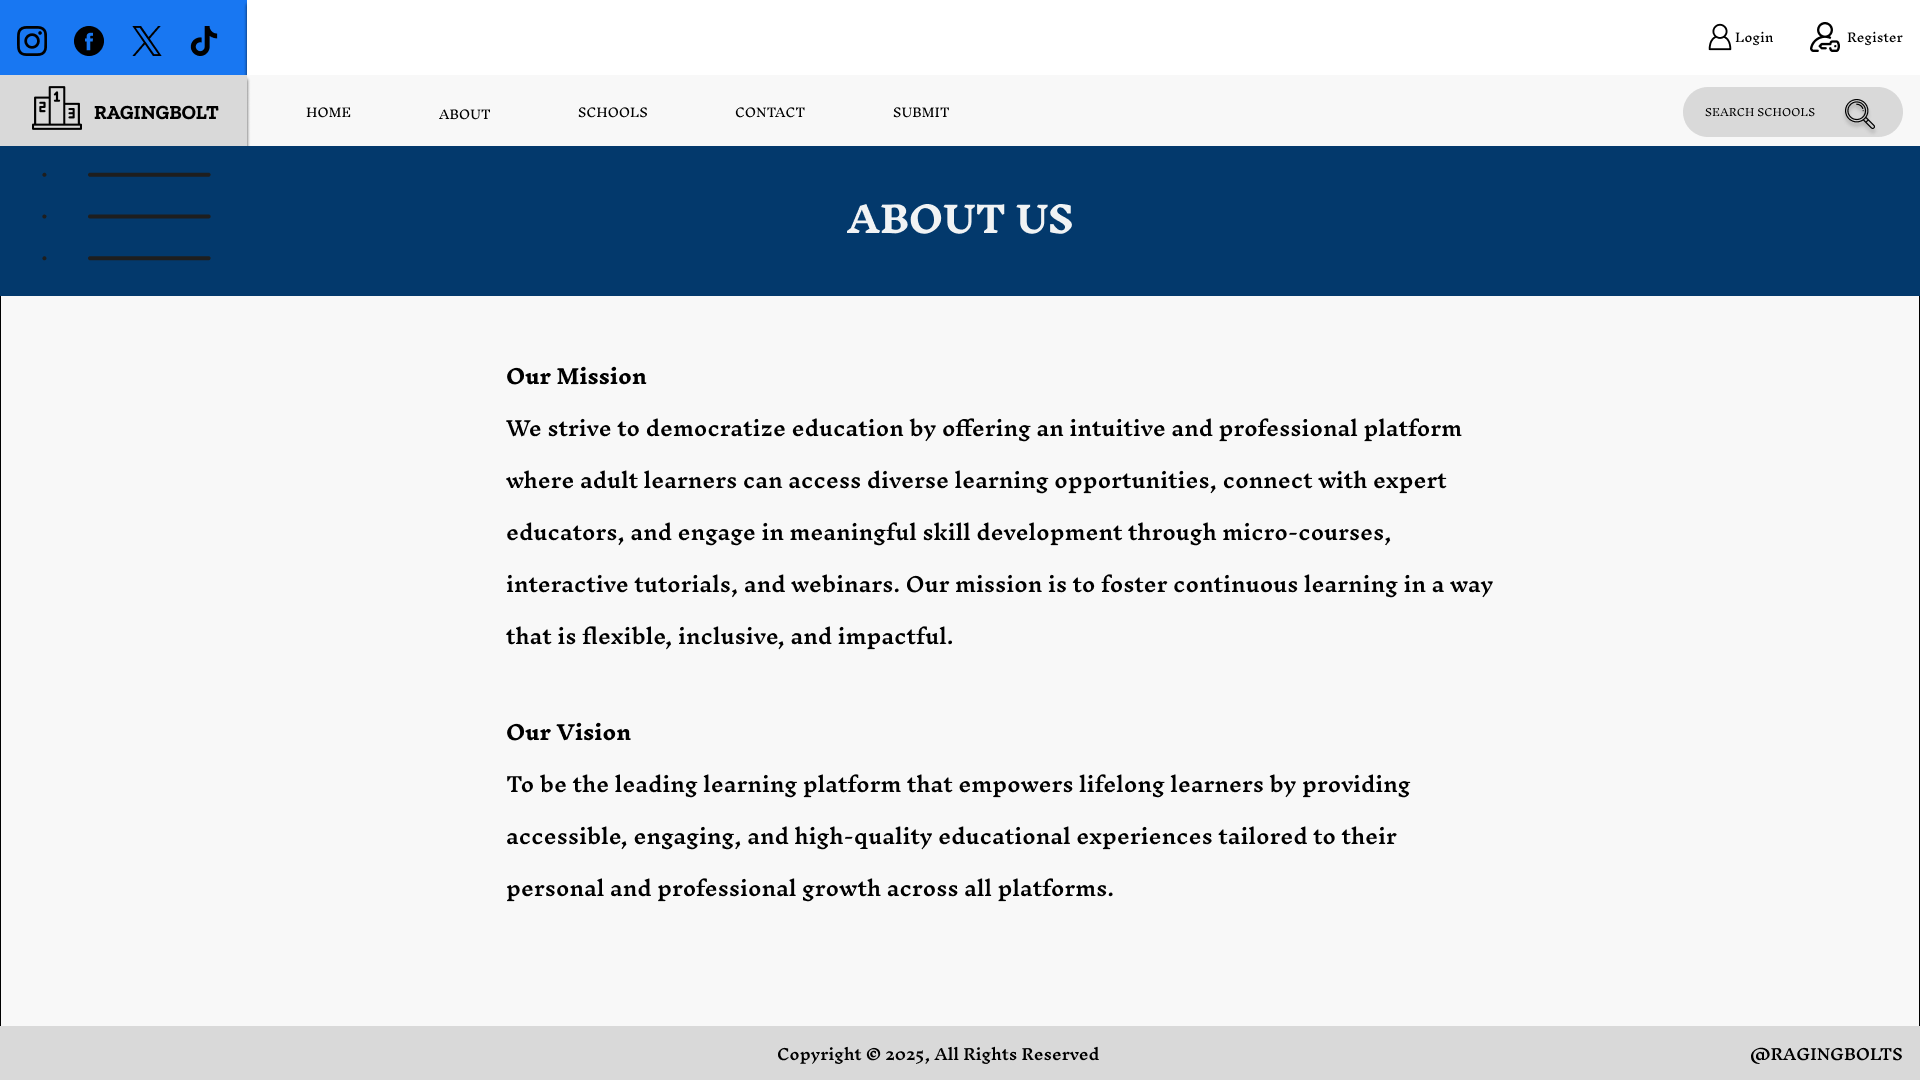 Login
Register
1
2
3
RAGINGBOLT
HOME
ABOUT
SCHOOLS
CONTACT
SUBMIT
SEARCH SCHOOLS
ABOUT US
Our Mission
We strive to democratize education by offering an intuitive and professional platform
where adult learners can access diverse learning opportunities, connect with expert
educators, and engage in meaningful skill development through micro-courses,
interactive tutorials, and webinars. Our mission is to foster continuous learning in a way
that is flexible, inclusive, and impactful.
Our Vision
To be the leading learning platform that empowers lifelong learners by providing
accessible, engaging, and high-quality educational experiences tailored to their
personal and professional growth across all platforms.
Copyright © 2025, All Rights Reserved
@RAGINGBOLTS